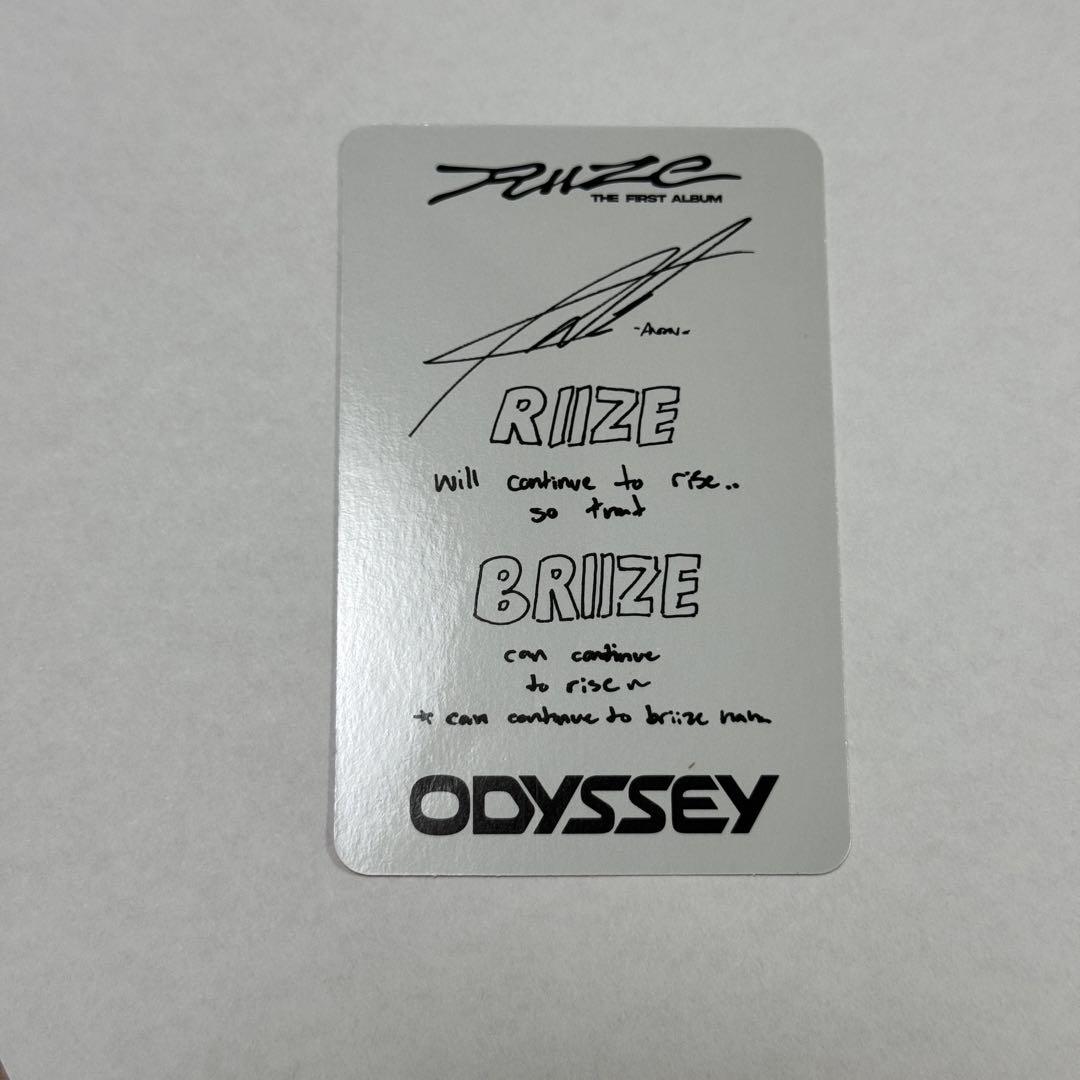 RIIZE
THE FIRST ALBUM
-Anton-
RIIZE
will continue to rise..
so that
BRIIZE
can continue
to rise~
* can continue to briize haha
ODYSSEY